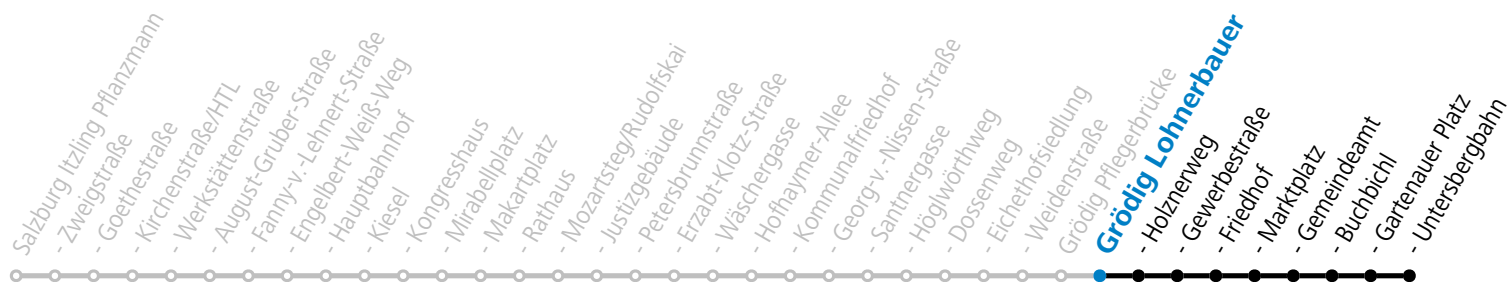 Salzburg Itzling Pflanzmann
- Zweigstraße
- Goethestraße
- Kirchenstraße/HTL
- Werkstättenstraße
- August-Gruber-Straße
- Fanny-v.-Lehnert-Straße
- Engelbert-Weiß-Weg
- Hauptbahnhof
- Kiesel
- Kongresshaus
- Mirabellplatz
- Makartplatz
- Rathaus
- Mozartsteg/Rudolfskai
- Justizgebäude
- Petersbrunnstraße
- Erzabt-Klotz-Straße
- Wäschergasse
- Hofhaymer-Allee
- Kommunalfriedhof
- Georg-v.-Nissen-Straße
- Santnergasse
- Höglwörthweg
- Dossenweg
- Eichethofsiedlung
- Weidenstraße
Grödig Pflegerbrücke
Grödig Lohnerbauer
- Holznerweg
- Gewerbestraße
- Friedhof
- Marktplatz
- Gemeindeamt
- Buchbichl
- Gartenauer Platz
- Untersbergbahn